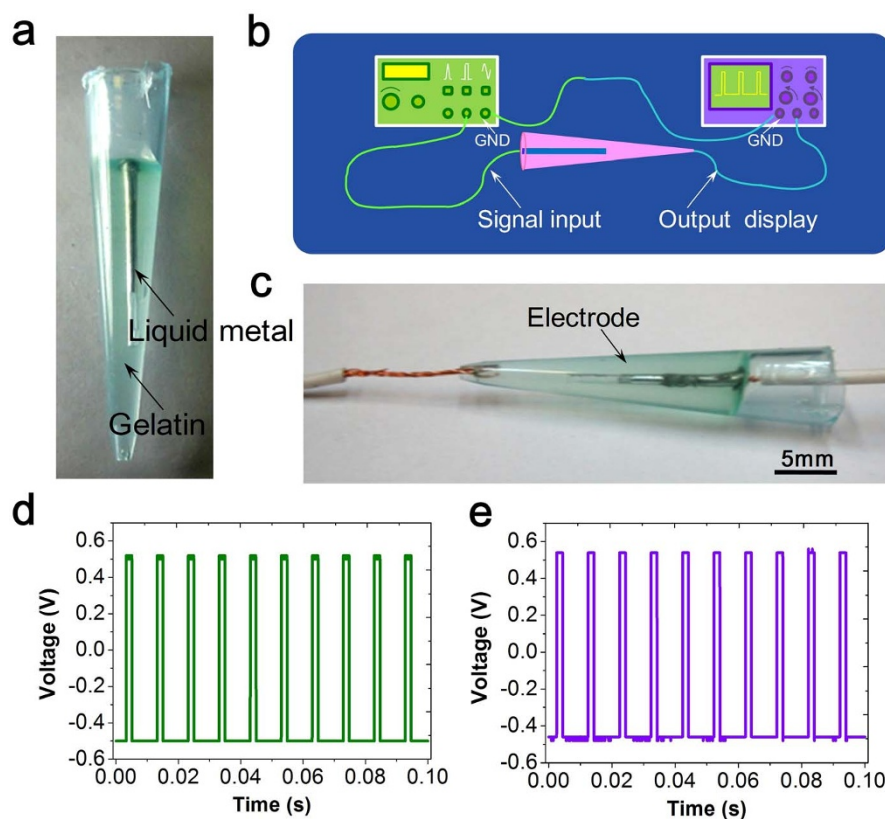 a
Liquid metal
Gelatin
b
GND
GND
Signal input
Output display
c
Electrode
5mm
d
0.6
0.4
0.2
0.0
-0.2
-0.4
-0.6
Voltage (V)
0.00 0.02 0.04 0.06 0.08 0.10
Time (s)
e
0.6
0.4
0.2
0.0
-0.2
-0.4
-0.6
Voltage (V)
0.00 0.02 0.04 0.06 0.08 0.10
Time (s)